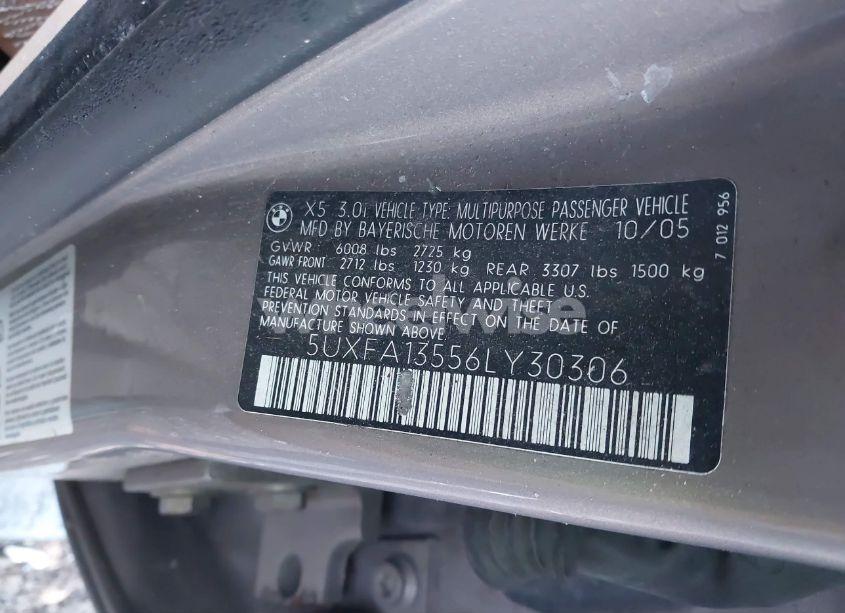 X5 3.0i VEHICLE TYPE: MULTIPURPOSE PASSENGER VEHICLE
MFD BY BAYERISCHE MOTOREN WERKE 10/05
GVWR : 6008 lbs 2725 kg
GAWR FRONT : 2712 lbs 1230 kg REAR 3307 lbs 1500 kg
THIS VEHICLE CONFORMS TO ALL APPLICABLE U.S.
FEDERAL MOTOR VEHICLE SAFETY AND THEFT
PREVENTION STANDARDS IN EFFECT ON THE DATE OF
MANUFACTURE SHOWN ABOVE
5UXFA13556LY30306
7 012 956
wheelwise